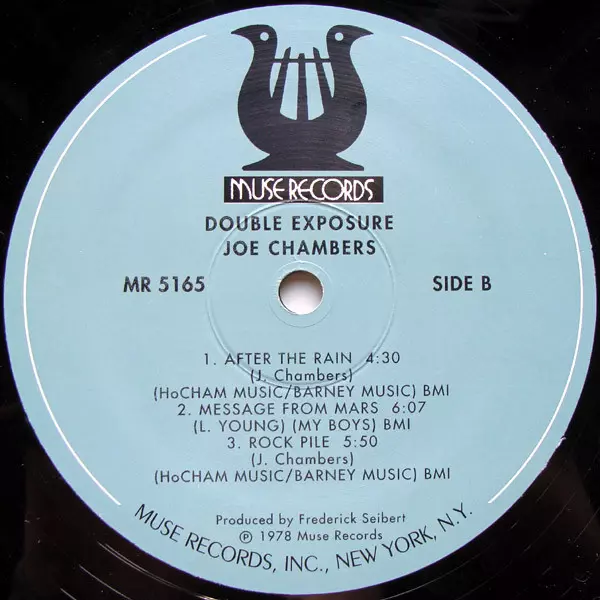 MUSE RECORDS
DOUBLE EXPOSURE
JOE CHAMBERS
MR 5165 SIDE B
1. AFTER THE RAIN 4:30
(J. Chambers)
(HoCHAM MUSIC/BARNEY MUSIC) BMI
2. MESSAGE FROM MARS 6:07
(L. YOUNG) (MY BOYS) BMI
3. ROCK PILE 5:50
(J. Chambers)
(HoCHAM MUSIC/BARNEY MUSIC) BMI
Produced by Frederick Seibert
℗ 1978 Muse Records
MUSE RECORDS, INC., NEW YORK, N.Y.